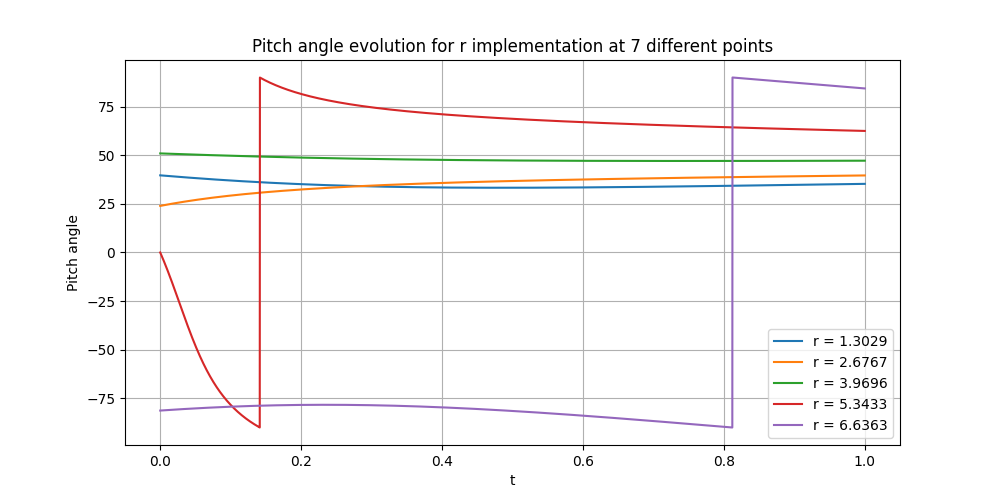 Pitch angle evolution for r implementation at 7 different points
Pitch angle
75
50
25
0
−25
−50
−75
0.0 0.2 0.4 0.6 0.8 1.0
t
r = 1.3029
r = 2.6767
r = 3.9696
r = 5.3433
r = 6.6363